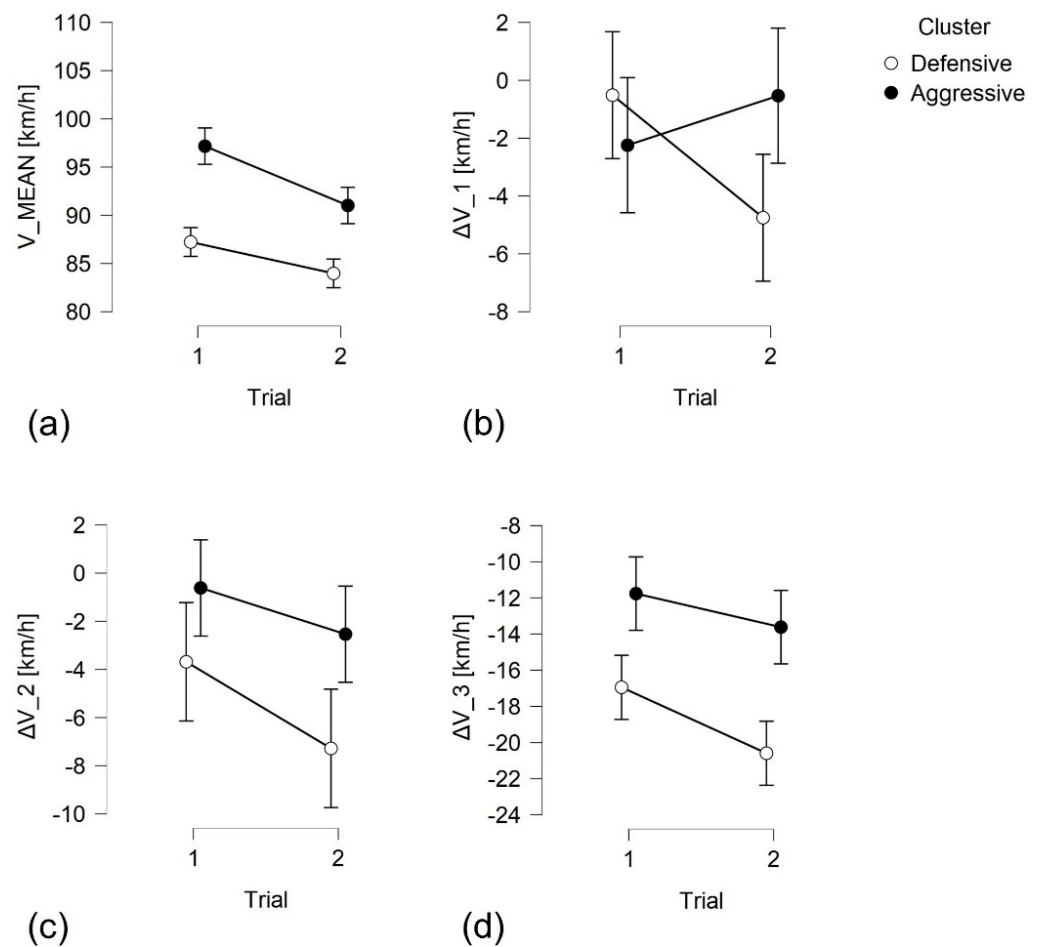 V_MEAN [km/h]
110
105
100
95
90
85
80
1 2
Trial
(a)
ΔV_1 [km/h]
2
0
-2
-4
-6
-8
1 2
Trial
(b)
Cluster
Defensive
Aggressive
ΔV_2 [km/h]
2
0
-2
-4
-6
-8
-10
1 2
Trial
(c)
ΔV_3 [km/h]
-8
-10
-12
-14
-16
-18
-20
-22
-24
1 2
Trial
(d)